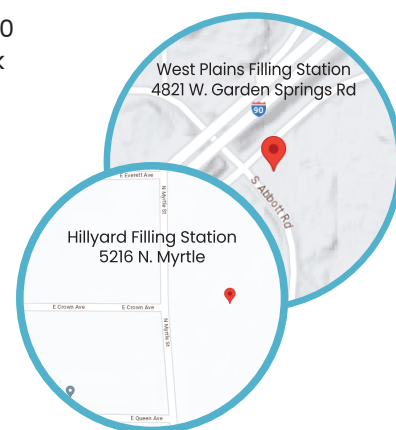 0
k
West Plains Filling Station
4821 W. Garden Springs Rd
90
S Abbott Rd
E Everett Ave
N Myrtle St
Hillyard Filling Station
5216 N. Myrtle
E Crown Ave
E Crown Ave
N Myrtle St
E Queen Ave